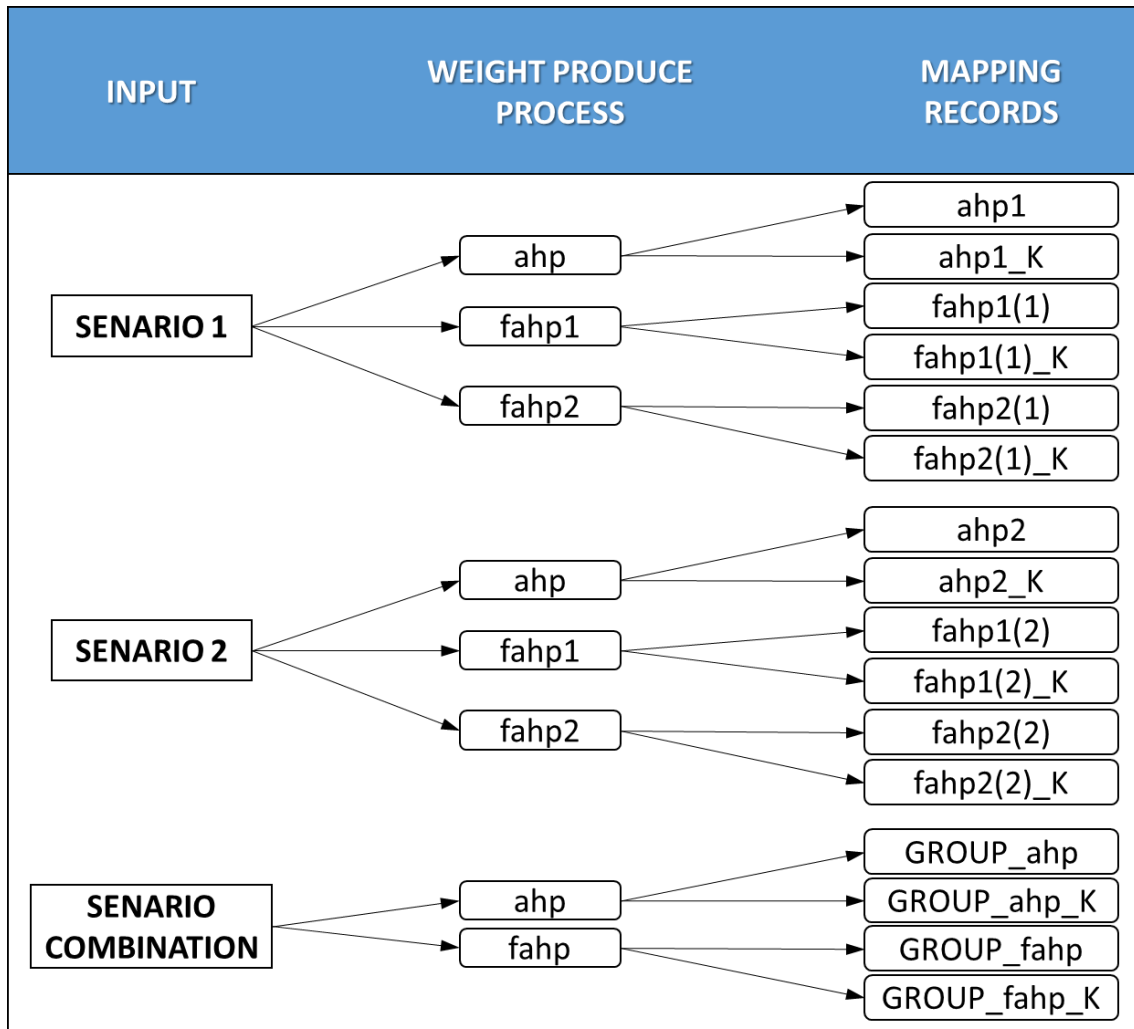 INPUT
WEIGHT PRODUCE
PROCESS
MAPPING
RECORDS
SENARIO 1
ahp
fahp1
fahp2
ahp1
ahp1_K
fahp1(1)
fahp1(1)_K
fahp2(1)
fahp2(1)_K
SENARIO 2
ahp
fahp1
fahp2
ahp2
ahp2_K
fahp1(2)
fahp1(2)_K
fahp2(2)
fahp2(2)_K
SENARIO
COMBINATION
ahp
fahp
GROUP_ahp
GROUP_ahp_K
GROUP_fahp
GROUP_fahp_K